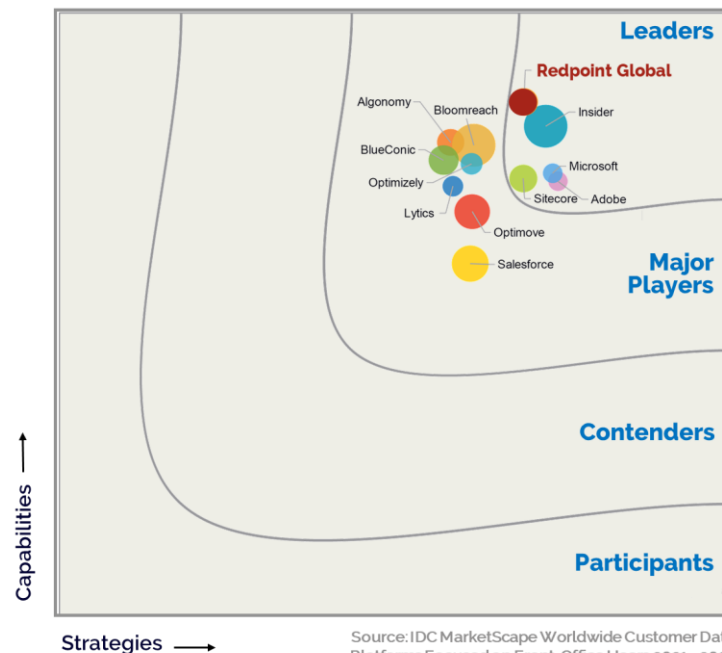 Leaders
Redpoint Global
Algonomy
Bloomreach
Insider
BlueConic
Microsoft
Optimizely
Sitecore
Adobe
Lytics
Optimove
Salesforce
Major
Players
Contenders
Participants
Capabilities
Strategies
Source: IDC MarketScape Worldwide Customer Dat